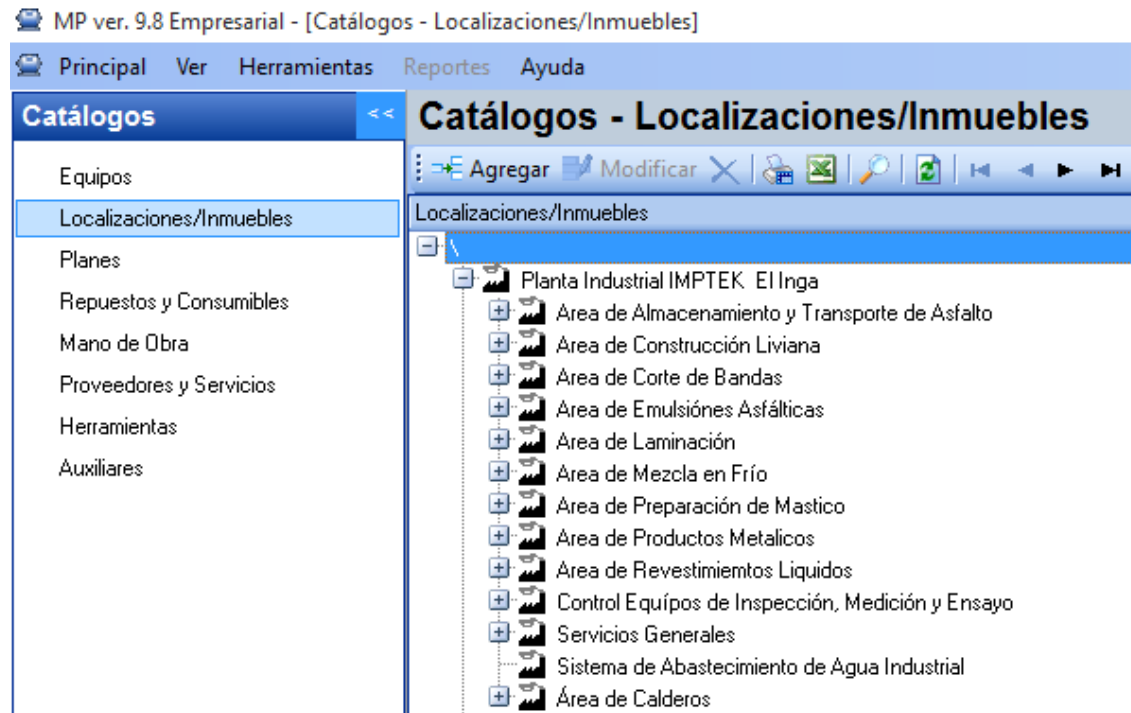 MP ver. 9.8 Empresarial - [Catálogos - Localizaciones/Inmuebles]
Principal Ver Herramientas Reportes Ayuda
Catálogos <<
Equipos
Localizaciones/Inmuebles
Planes
Repuestos y Consumibles
Mano de Obra
Proveedores y Servicios
Herramientas
Auxiliares
Catálogos - Localizaciones/Inmuebles
Agregar Modificar
Localizaciones/Inmuebles
\
Planta Industrial IMPTEK El Inga
Area de Almacenamiento y Transporte de Asfalto
Area de Construcción Liviana
Area de Corte de Bandas
Area de Emulsiónes Asfálticas
Area de Laminación
Area de Mezcla en Frío
Area de Preparación de Mastico
Area de Productos Metalicos
Area de Revestimiemtos Liquidos
Control Equípos de Inspección, Medición y Ensayo
Servicios Generales
Sistema de Abastecimiento de Agua Industrial
Área de Calderos